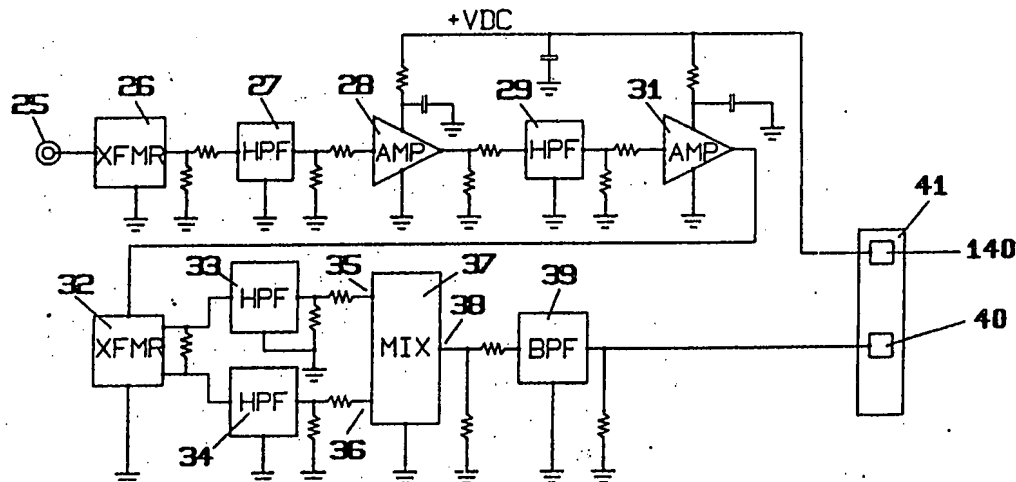 +VDC
25
26
27
28
29
31
XFMR
HPF
AMP
HPF
AMP
41
140
32
33
35
37
39
38
40
XFMR
HPF
MIX
BPF
HPF
34
36